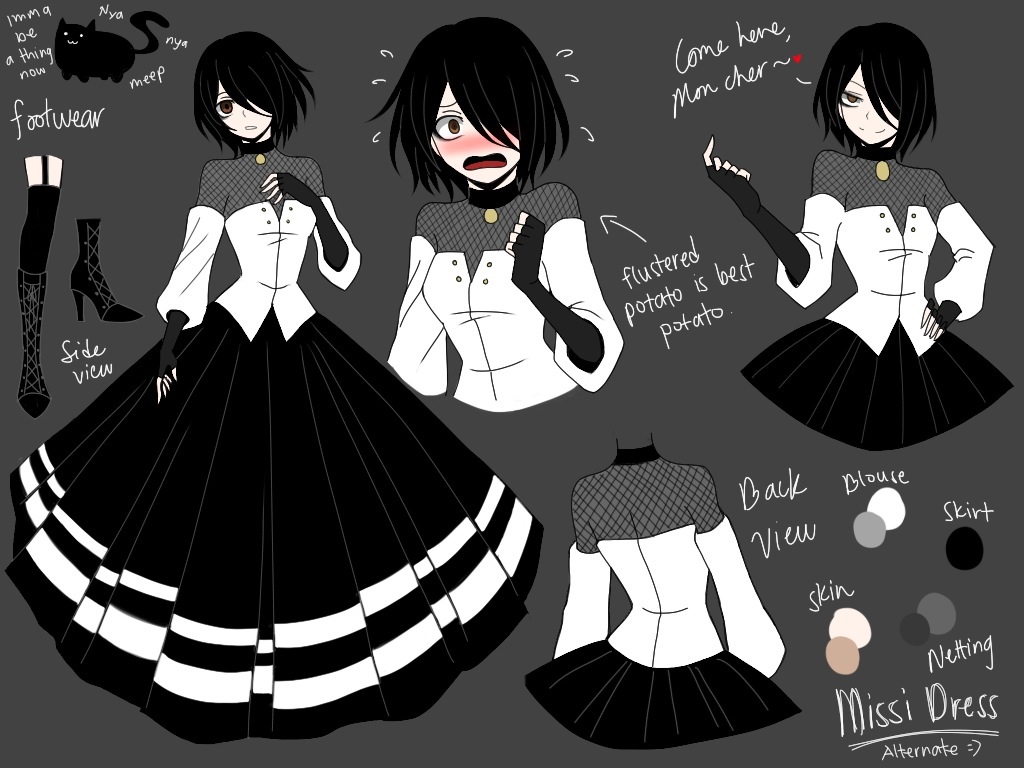 imma
be
a thing
now
Nya
nya
meep
footwear
Side
view
flustered
potato is best
potato.
Come here,
Mon cher~♥
Back
View
Blouse
Skirt
Skin
Netting
Missi Dress
Alternate =)